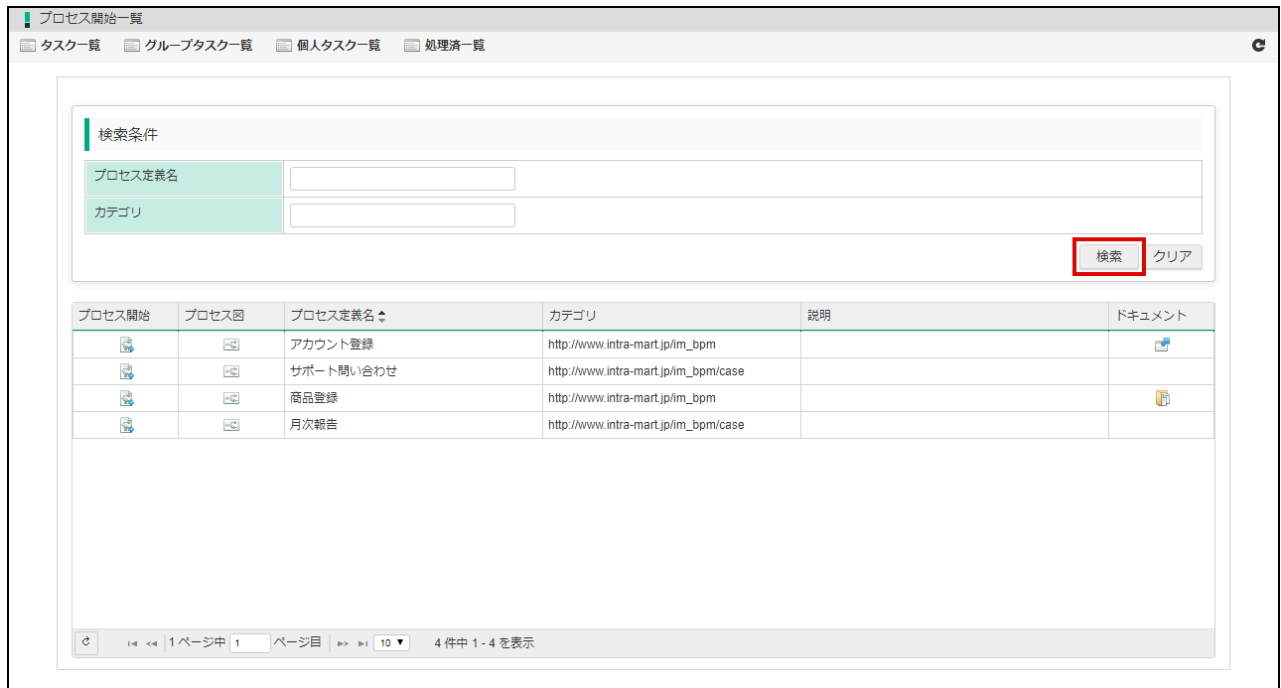 プロセス開始一覧
タスク一覧 グループタスク一覧 個人タスク一覧 処理済一覧
検索条件
プロセス定義名
カテゴリ
検索 クリア
プロセス開始 プロセス図 プロセス定義名 カテゴリ 説明 ドキュメント
アカウント登録 http://www.intra-mart.jp/im_bpm
サポート問い合わせ http://www.intra-mart.jp/im_bpm/case
商品登録 http://www.intra-mart.jp/im_bpm
月次報告 http://www.intra-mart.jp/im_bpm/case
1 ページ中 1 ページ目 10 4 件中 1 - 4 を表示